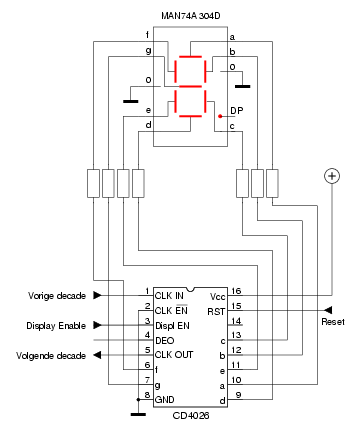 MAN74A 304D
f a
g b
0 0
e DP
d c
Vorige decade 1 CLK IN Vcc 16
2 CLK EN RST 15 Reset
Display Enable 3 Displ EN 14
4 DEO c 13
Volgende decade 5 CLK OUT b 12
6 f e 11
7 g a 10
8 GND d 9
CD4026